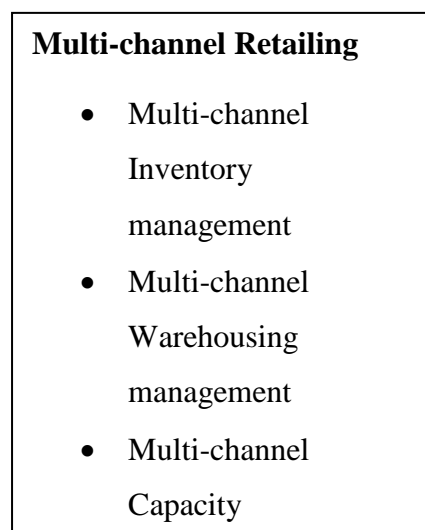 Multi-channel Retailing
• Multi-channel
Inventory
management
• Multi-channel
Warehousing
management
• Multi-channel
Capacity